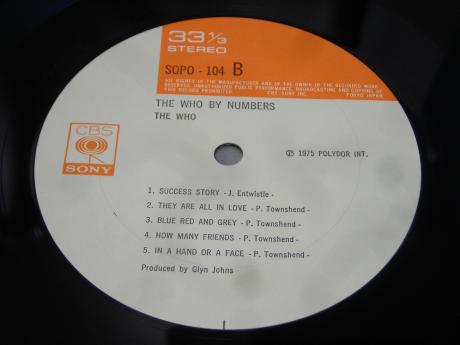 33 1/3
STEREO
SOPO - 104 B
ALL RIGHTS OF THE MANUFACTURER AND OF THE OWNER OF THE RECORDED WORK
RESERVED. UNAUTHORIZED PUBLIC PERFORMANCE, BROADCASTING AND COPYING OF
THIS RECORD PROHIBITED. CBS·SONY INC. TOKYO JAPAN.
THE WHO BY NUMBERS
THE WHO
CBS
SONY
℗ 1975 POLYDOR INT.
1. SUCCESS STORY - J. Entwistle -
2. THEY ARE ALL IN LOVE - P. Townshend -
3. BLUE RED AND GREY - P. Townshend -
4. HOW MANY FRIENDS - P. Townshend -
5. IN A HAND OR A FACE - P. Townshend -
Produced by Glyn Johns